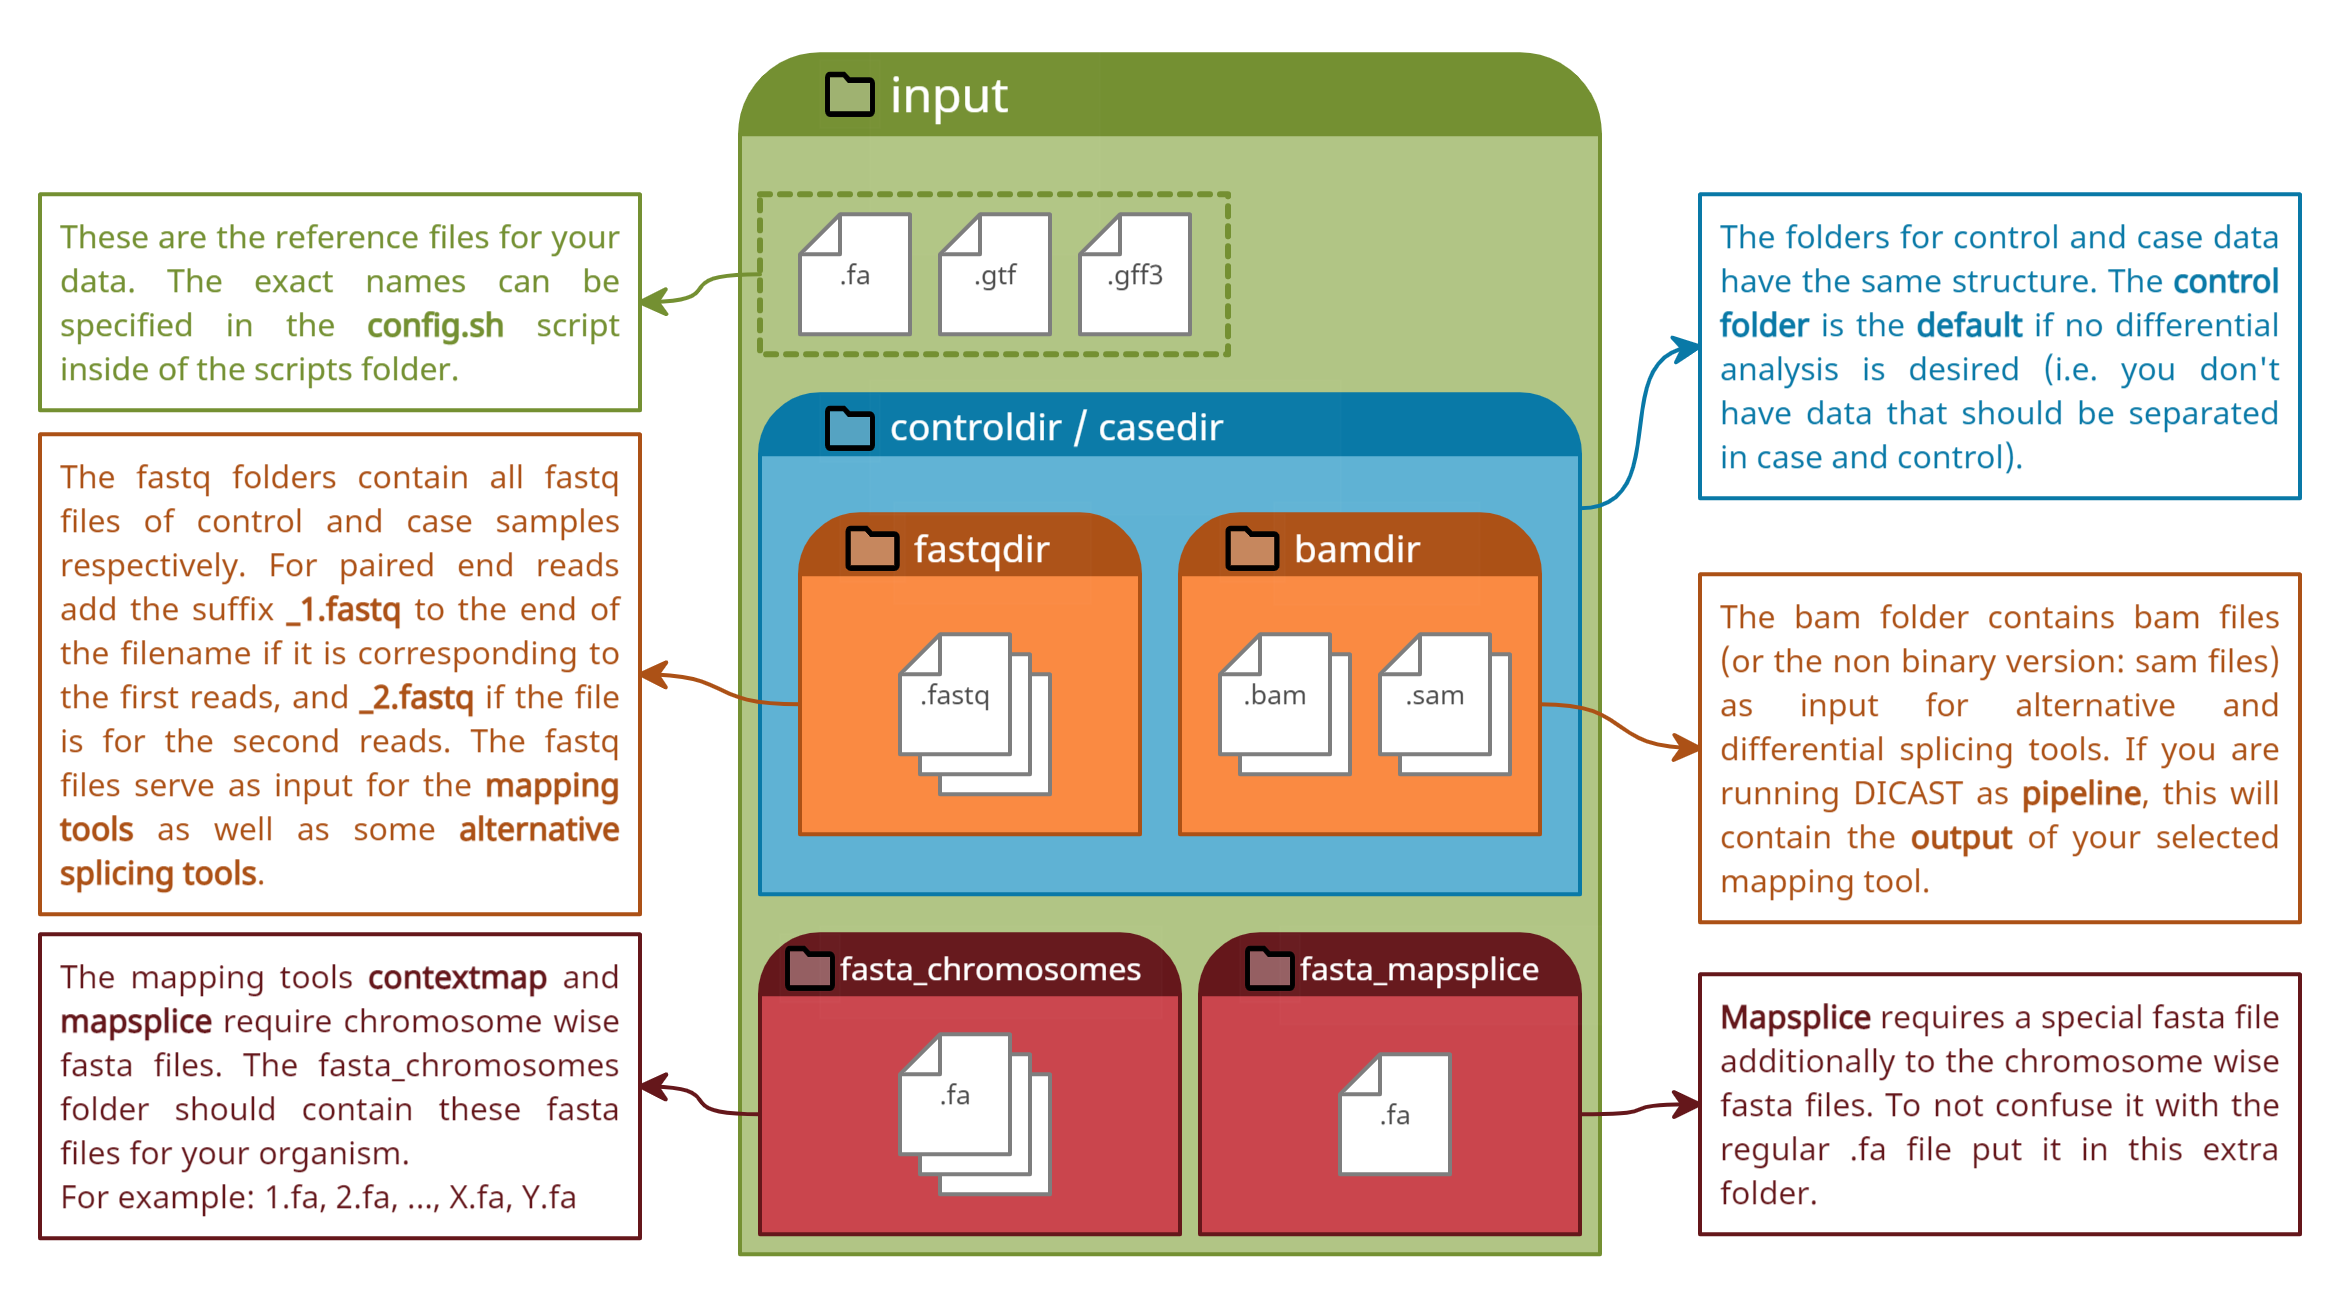 input
These are the reference files for your
data. The exact names can be
specified in the config.sh script
inside of the scripts folder.
.fa
.gtf
.gff3
The folders for control and case data
have the same structure. The control
folder is the default if no differential
analysis is desired (i.e. you don't
have data that should be separated
in case and control).
controldir / casedir
The fastq folders contain all fastq
files of control and case samples
respectively. For paired end reads
add the suffix _1.fastq to the end of
the filename if it is corresponding to
the first reads, and _2.fastq if the file
is for the second reads. The fastq
files serve as input for the mapping
tools as well as some alternative
splicing tools.
fastqdir
.fastq
bamdir
.bam
.sam
The bam folder contains bam files
(or the non binary version: sam files)
as input for alternative and
differential splicing tools. If you are
running DICAST as pipeline, this will
contain the output of your selected
mapping tool.
The mapping tools contextmap and
mapsplice require chromosome wise
fasta files. The fasta_chromosomes
folder should contain these fasta
files for your organism.
For example: 1.fa, 2.fa, ..., X.fa, Y.fa
fasta_chromosomes
.fa
fasta_mapsplice
.fa
Mapsplice requires a special fasta file
additionally to the chromosome wise
fasta files. To not confuse it with the
regular .fa file put it in this extra
folder.